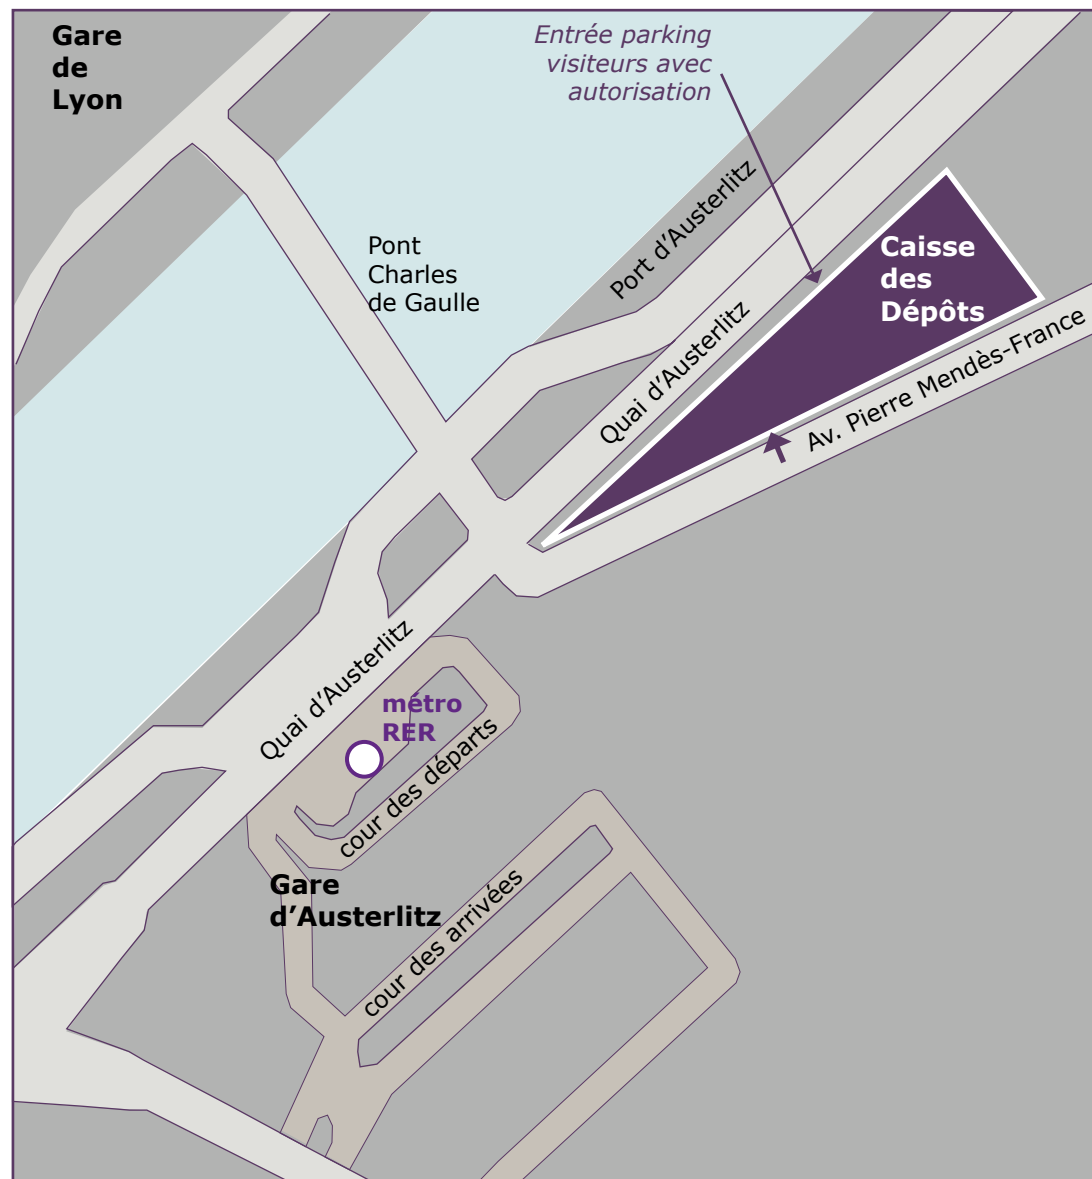 Gare
de
Lyon
Entrée parking
visiteurs avec
autorisation
Pont
Charles
de Gaulle
Port d’Austerlitz
Caisse
des
Dépôts
Quai d’Austerlitz
Av. Pierre Mendès-France
Quai d’Austerlitz
métro
RER
cour des départs
Gare
d’Austerlitz
cour des arrivées